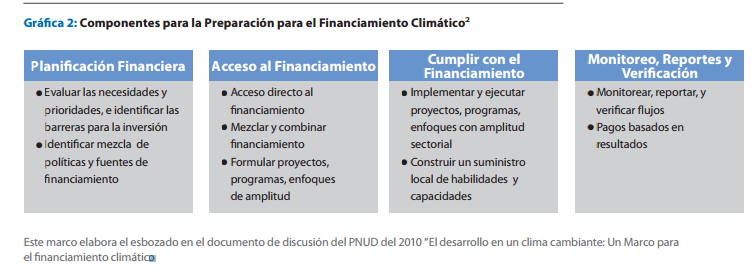 Gráfica 2: Componentes para la Preparación para el Financiamiento Climático²
Planificación Financiera
• Evaluar las necesidades y
prioridades, e identificar las
barreras para la inversión
• Identificar mezcla de
políticas y fuentes de
financiamiento
Acceso al Financiamiento
• Acceso directo al
financiamiento
• Mezclar y combinar
financiamiento
• Formular proyectos,
programas, enfoques
de amplitud
Cumplir con el
Financiamiento
• Implementar y ejecutar
proyectos, programas,
enfoques con amplitud
sectorial
• Construir un suministro
local de habilidades y
capacidades
Monitoreo, Reportes y
Verificación
• Monitorear, reportar, y
verificar flujos
• Pagos basados en
resultados
Este marco elabora el esbozado en el documento de discusión del PNUD del 2010 “El desarrollo en un clima cambiante: Un Marco para
el financiamiento climático